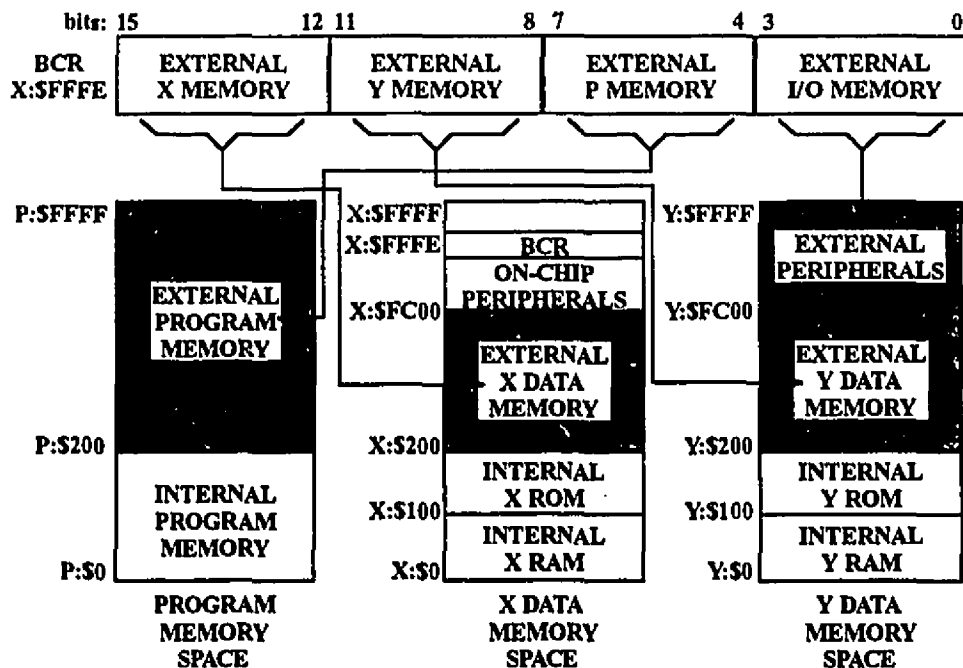 bits: 15 12 11 8 7 4 3 0
BCR
X:$FFFE
EXTERNAL
X MEMORY
EXTERNAL
Y MEMORY
EXTERNAL
P MEMORY
EXTERNAL
I/O MEMORY
P:$FFFF
EXTERNAL
PROGRAM
MEMORY
P:$200
INTERNAL
PROGRAM
MEMORY
P:$0
PROGRAM
MEMORY
SPACE
X:$FFFF
X:$FFFE
BCR
ON-CHIP
PERIPHERALS
X:$FC00
EXTERNAL
X DATA
MEMORY
X:$200
INTERNAL
X ROM
X:$100
INTERNAL
X RAM
X:$0
X DATA
MEMORY
SPACE
Y:$FFFF
EXTERNAL
PERIPHERALS
Y:$FC00
EXTERNAL
Y DATA
MEMORY
Y:$200
INTERNAL
Y ROM
Y:$100
INTERNAL
Y RAM
Y:$0
Y DATA
MEMORY
SPACE